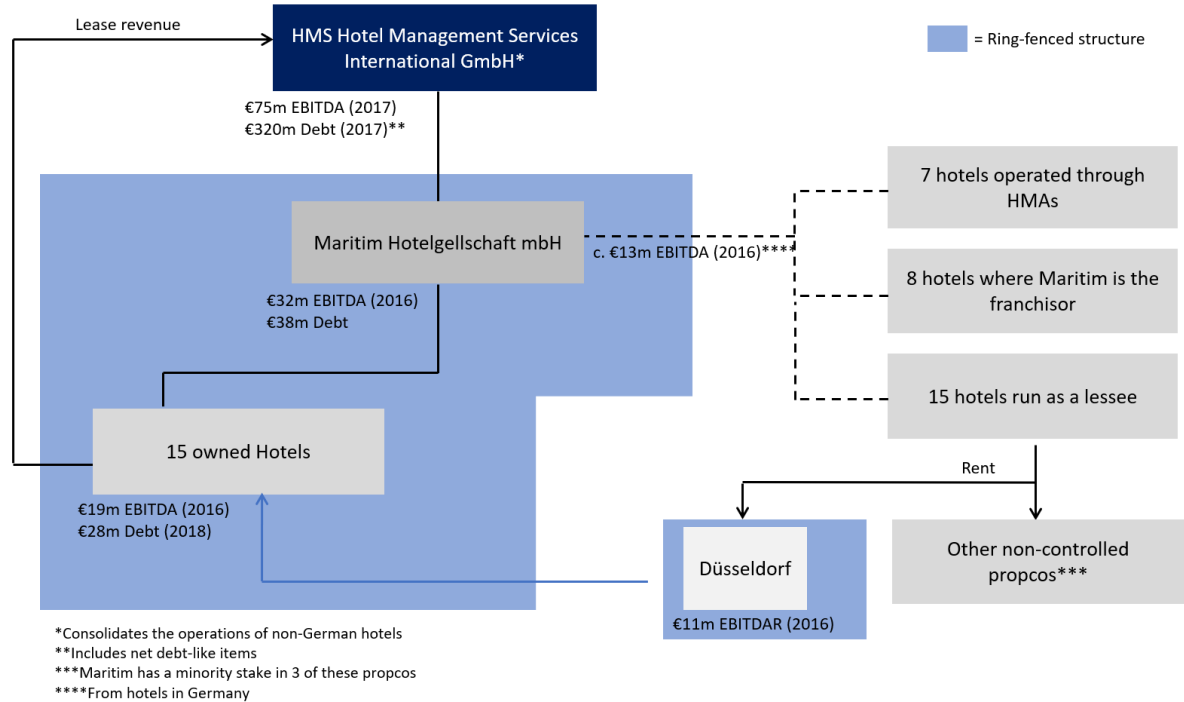 Lease revenue
HMS Hotel Management Services
International GmbH*
= Ring-fenced structure
€75m EBITDA (2017)
€320m Debt (2017)**
7 hotels operated through
HMAs
Maritim Hotelgellschaft mbH
c. €13m EBITDA (2016)****
8 hotels where Maritim is the
franchisor
€32m EBITDA (2016)
€38m Debt
15 hotels run as a lessee
15 owned Hotels
Rent
€19m EBITDA (2016)
€28m Debt (2018)
Düsseldorf
Other non-controlled
propcos***
€11m EBITDAR (2016)
*Consolidates the operations of non-German hotels
**Includes net debt-like items
***Maritim has a minority stake in 3 of these propcos
****From hotels in Germany